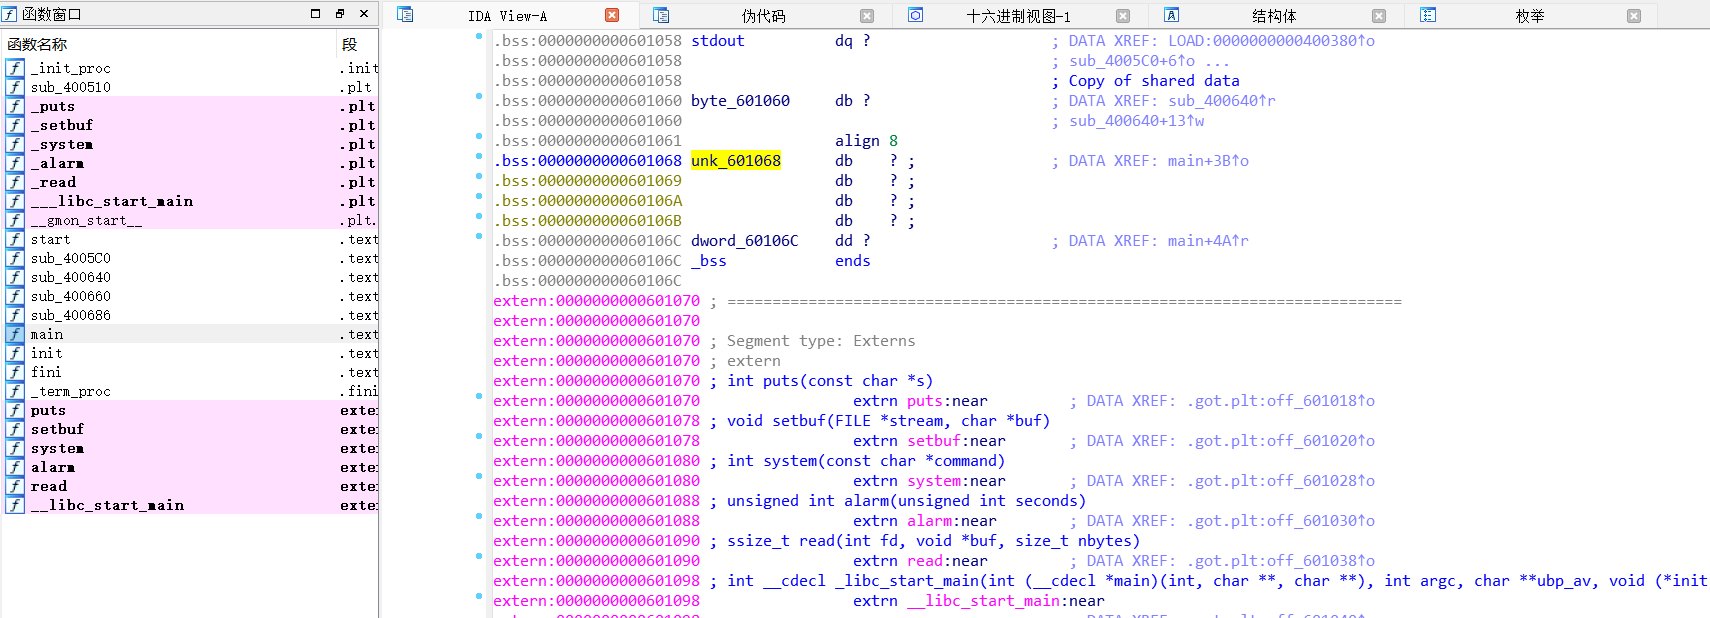 函数窗口
函数名称 段
_init_proc .init
sub_400510 .plt
_puts .plt
_setbuf .plt
_system .plt
_alarm .plt
_read .plt
___libc_start_main .plt
__gmon_start__ .plt.
start .text
sub_4005C0 .text
sub_400640 .text
sub_400660 .text
sub_400686 .text
main .text
init .text
fini .text
_term_proc .fini
puts exte
setbuf exte
system exte
alarm exte
read exte
__libc_start_main exte
IDA View-A 伪代码 十六进制视图-1 结构体 枚举
.bss:0000000000601058 stdout dq ? ; DATA XREF: LOAD:0000000000400380↑o
.bss:0000000000601058 ; sub_4005C0+6↑o ...
.bss:0000000000601058 ; Copy of shared data
.bss:0000000000601060 byte_601060 db ? ; DATA XREF: sub_400640↑r
.bss:0000000000601060 ; sub_400640+13↑w
.bss:0000000000601061 align 8
.bss:0000000000601068 unk_601068 db ? ; ; DATA XREF: main+3B↑o
.bss:0000000000601069 db ? ;
.bss:000000000060106A db ? ;
.bss:000000000060106B db ? ;
.bss:000000000060106C dword_60106C dd ? ; DATA XREF: main+4A↑r
.bss:000000000060106C _bss ends
.bss:000000000060106C
extern:0000000000601070 ; ===========================================================================
extern:0000000000601070
extern:0000000000601070 ; Segment type: Externs
extern:0000000000601070 ; extern
extern:0000000000601070 ; int puts(const char *s)
extern:0000000000601070 extrn puts:near ; DATA XREF: .got.plt:off_601018↑o
extern:0000000000601078 ; void setbuf(FILE *stream, char *buf)
extern:0000000000601078 extrn setbuf:near ; DATA XREF: .got.plt:off_601020↑o
extern:0000000000601080 ; int system(const char *command)
extern:0000000000601080 extrn system:near ; DATA XREF: .got.plt:off_601028↑o
extern:0000000000601088 ; unsigned int alarm(unsigned int seconds)
extern:0000000000601088 extrn alarm:near ; DATA XREF: .got.plt:off_601030↑o
extern:0000000000601090 ; ssize_t read(int fd, void *buf, size_t nbytes)
extern:0000000000601090 extrn read:near ; DATA XREF: .got.plt:off_601038↑o
extern:0000000000601098 ; int __cdecl _libc_start_main(int (__cdecl *main)(int, char **, char **), int argc, char **ubp_av, void (*init
extern:0000000000601098 extrn __libc_start_main:near